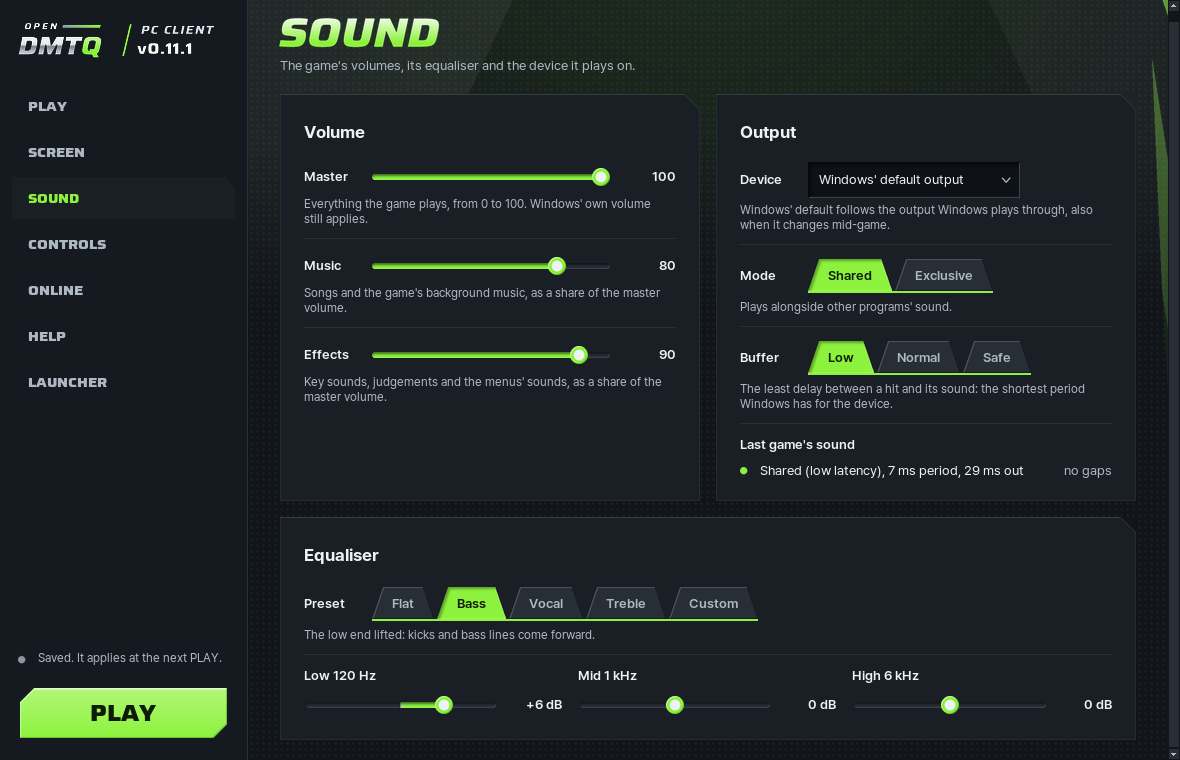 OPEN
DMTQ
PC CLIENT
v0.11.1
PLAY
SCREEN
SOUND
CONTROLS
ONLINE
HELP
LAUNCHER
Saved. It applies at the next PLAY.
PLAY
SOUND
The game's volumes, its equaliser and the device it plays on.
Volume
Master 100
Everything the game plays, from 0 to 100. Windows' own volume
still applies.
Music 80
Songs and the game's background music, as a share of the master
volume.
Effects 90
Key sounds, judgements and the menus' sounds, as a share of the
master volume.
Output
Device Windows' default output
Windows' default follows the output Windows plays through, also
when it changes mid-game.
Mode Shared Exclusive
Plays alongside other programs' sound.
Buffer Low Normal Safe
The least delay between a hit and its sound: the shortest period
Windows has for the device.
Last game's sound
Shared (low latency), 7 ms period, 29 ms out no gaps
Equaliser
Preset Flat Bass Vocal Treble Custom
The low end lifted: kicks and bass lines come forward.
Low 120 Hz Mid 1 kHz High 6 kHz
+6 dB 0 dB 0 dB